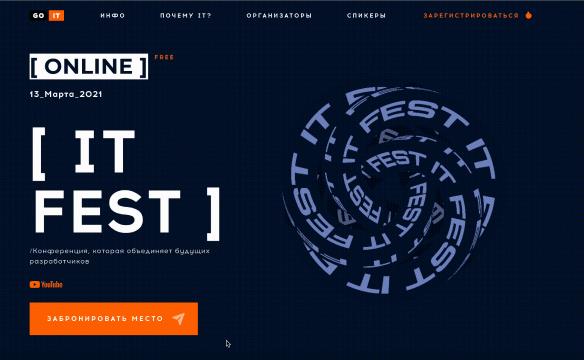 GO IT ИНФО ПОЧЕМУ IT? ОРГАНИЗАТОРЫ СПИКЕРЫ ЗАРЕГИСТРИРОВАТЬСЯ
[ ONLINE ] FREE
13_Марта_2021
[ IT
FEST ]
/Конференция, которая объединяет будущих
разработчиков
YouTube
ЗАБРОНИРОВАТЬ МЕСТО
FEST IT FEST IT FEST IT
FEST IT FEST IT